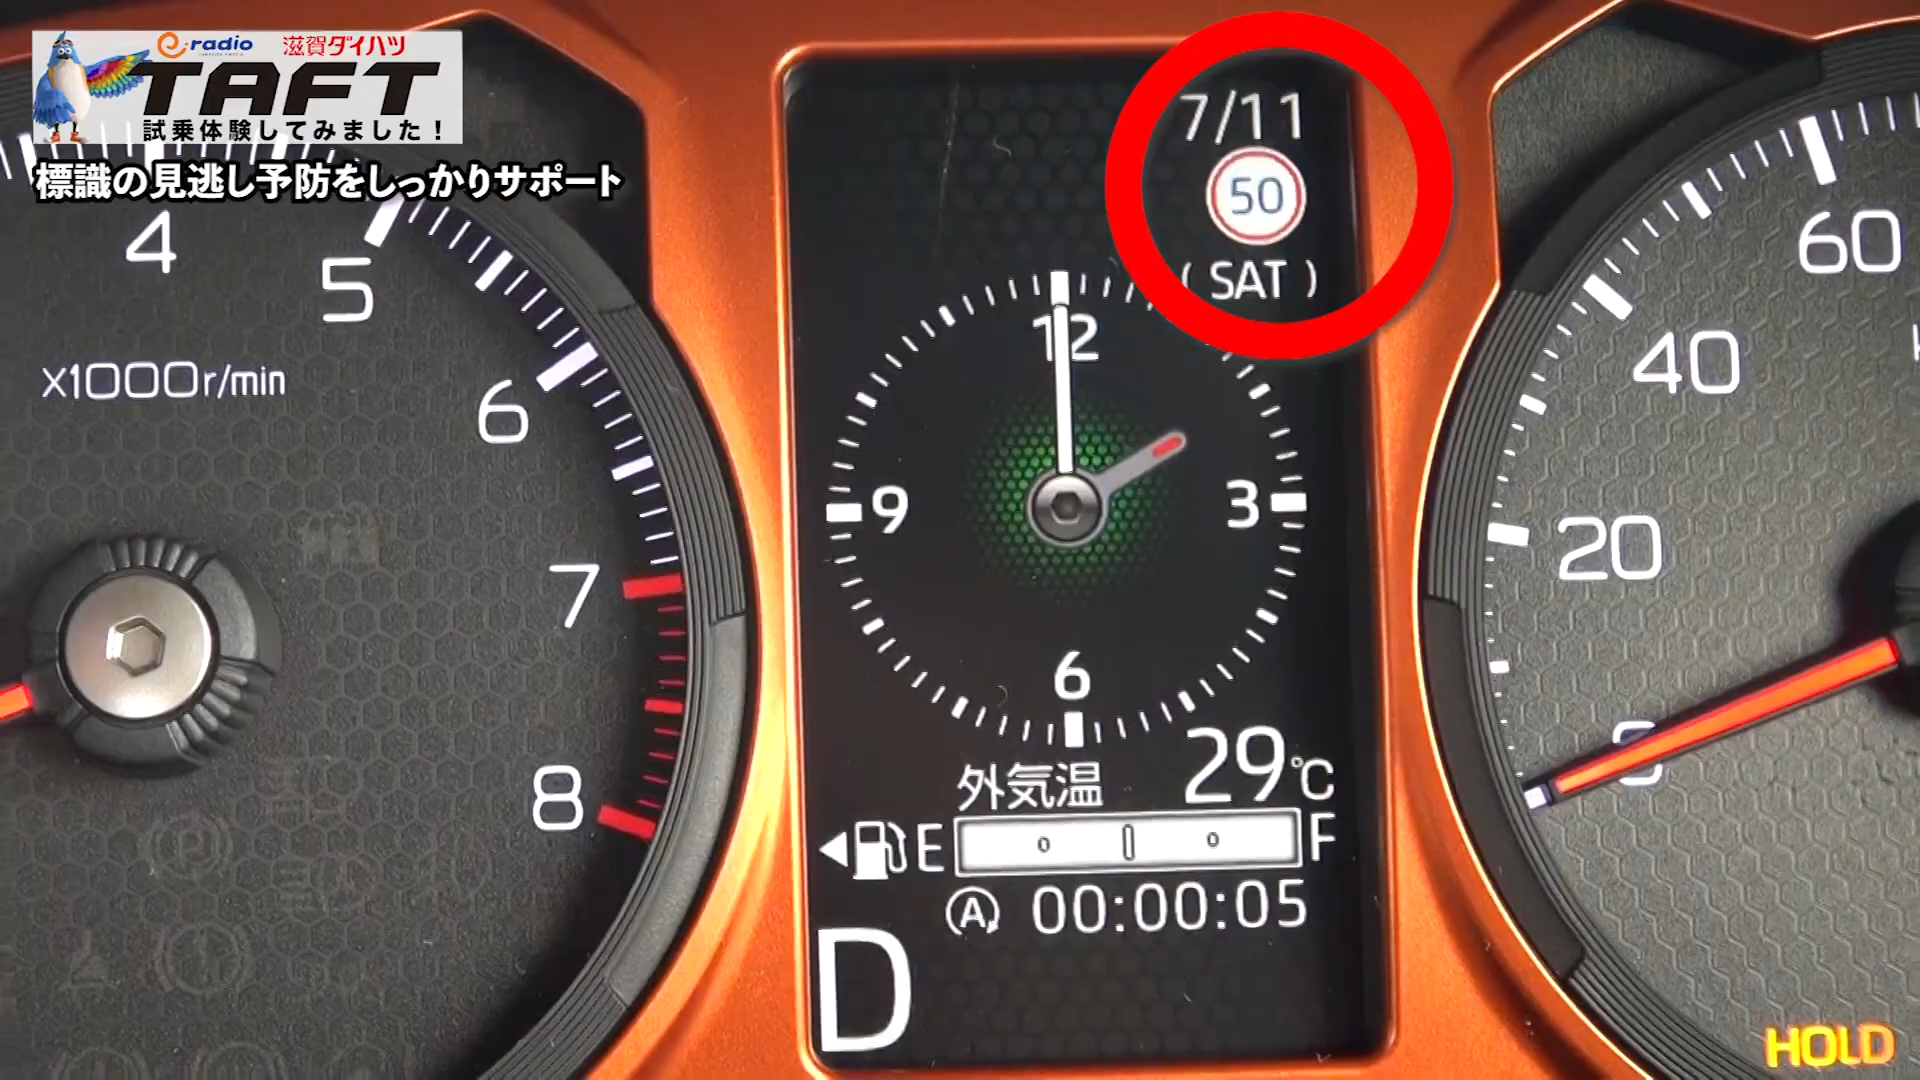 e-radio 滋賀ダイハツ
TAFT
試乗体験してみました！
標識の見逃し予防をしっかりサポート
4
5
6
7
8
x1000r/min
7/11
50
( SAT )
12
3
6
9
外気温 29℃
E F
A 00:00:05
D
60
40
20
HOLD